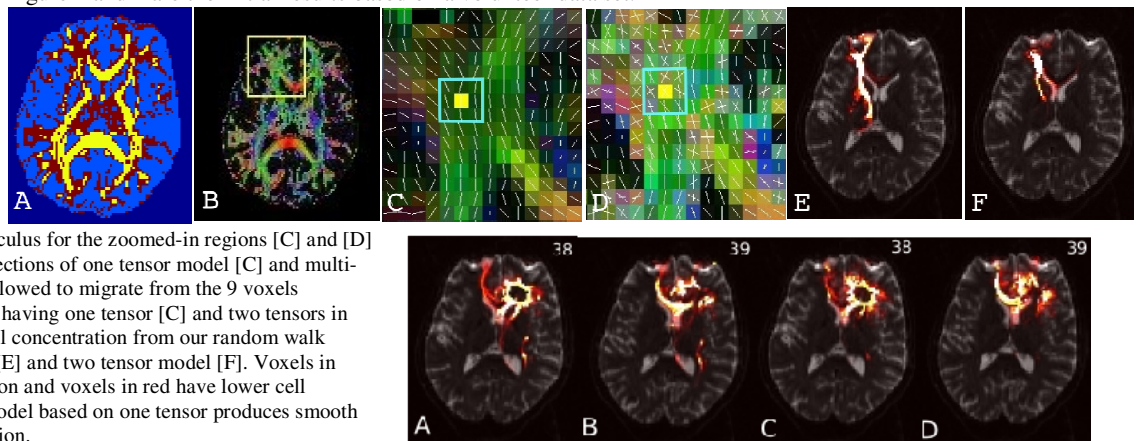 A B C D E F
culus for the zoomed-in regions [C] and [D]
ections of one tensor model [C] and multi-
llowed to migrate from the 9 voxels
having one tensor [C] and two tensors in
l concentration from our random walk
[E] and two tensor model [F]. Voxels in
on and voxels in red have lower cell
odel based on one tensor produces smooth
ion.
38 39 38 39
A B C D